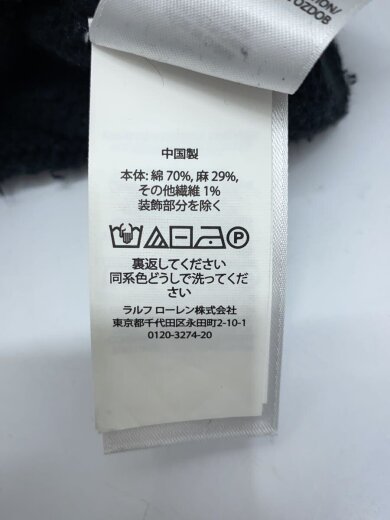 TION/
OZDOB
中国製
本体: 綿 70%, 麻 29%,
その他繊維 1%
装飾部分を除く
P
裏返してください
同系色どうしで洗ってくだ
さい
ラルフ ローレン株式会社
東京都千代田区永田町2-10-1
0120-3274-20